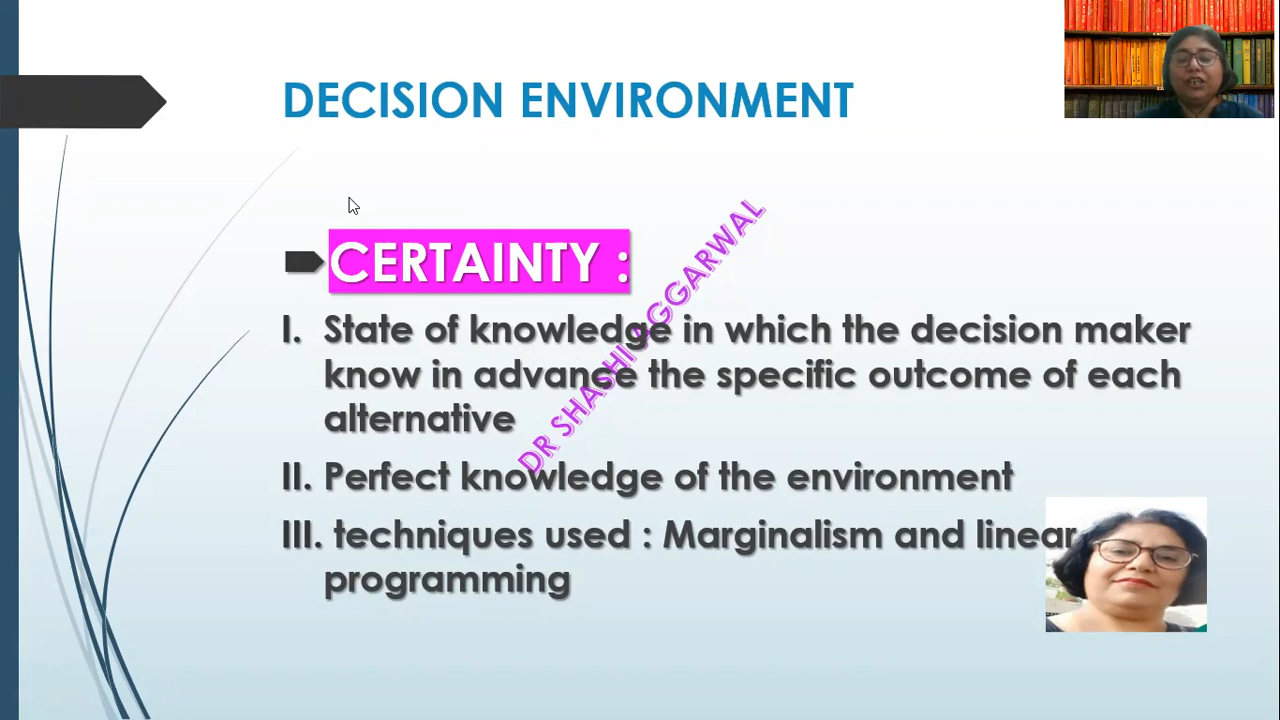 DECISION ENVIRONMENT
CERTAINTY :
I. State of knowledge in which the decision maker
know in advance the specific outcome of each
alternative
II. Perfect knowledge of the environment
III. techniques used : Marginalism and linear
programming
DR SHASHI AGGARWAL